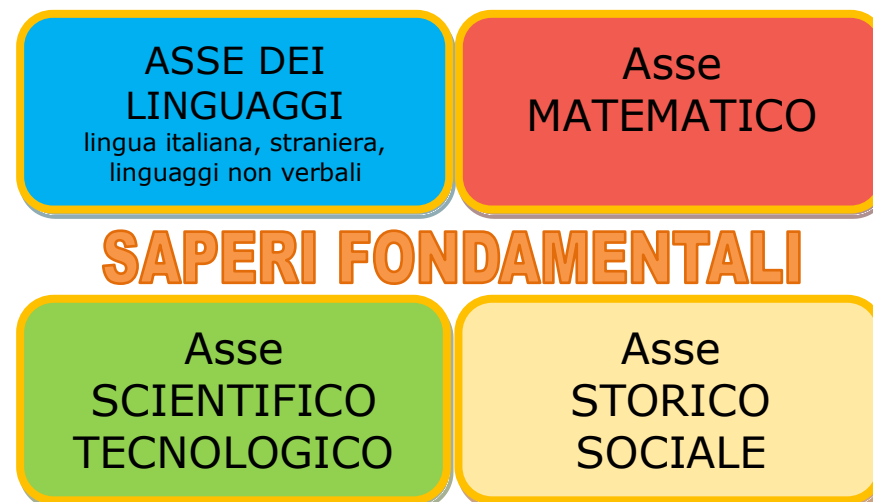 ASSE DEI
LINGUAGGI
lingua italiana, straniera,
linguaggi non verbali
Asse
MATEMATICO
SAPERI FONDAMENTALI
Asse
SCIENTIFICO
TECNOLOGICO
Asse
STORICO
SOCIALE